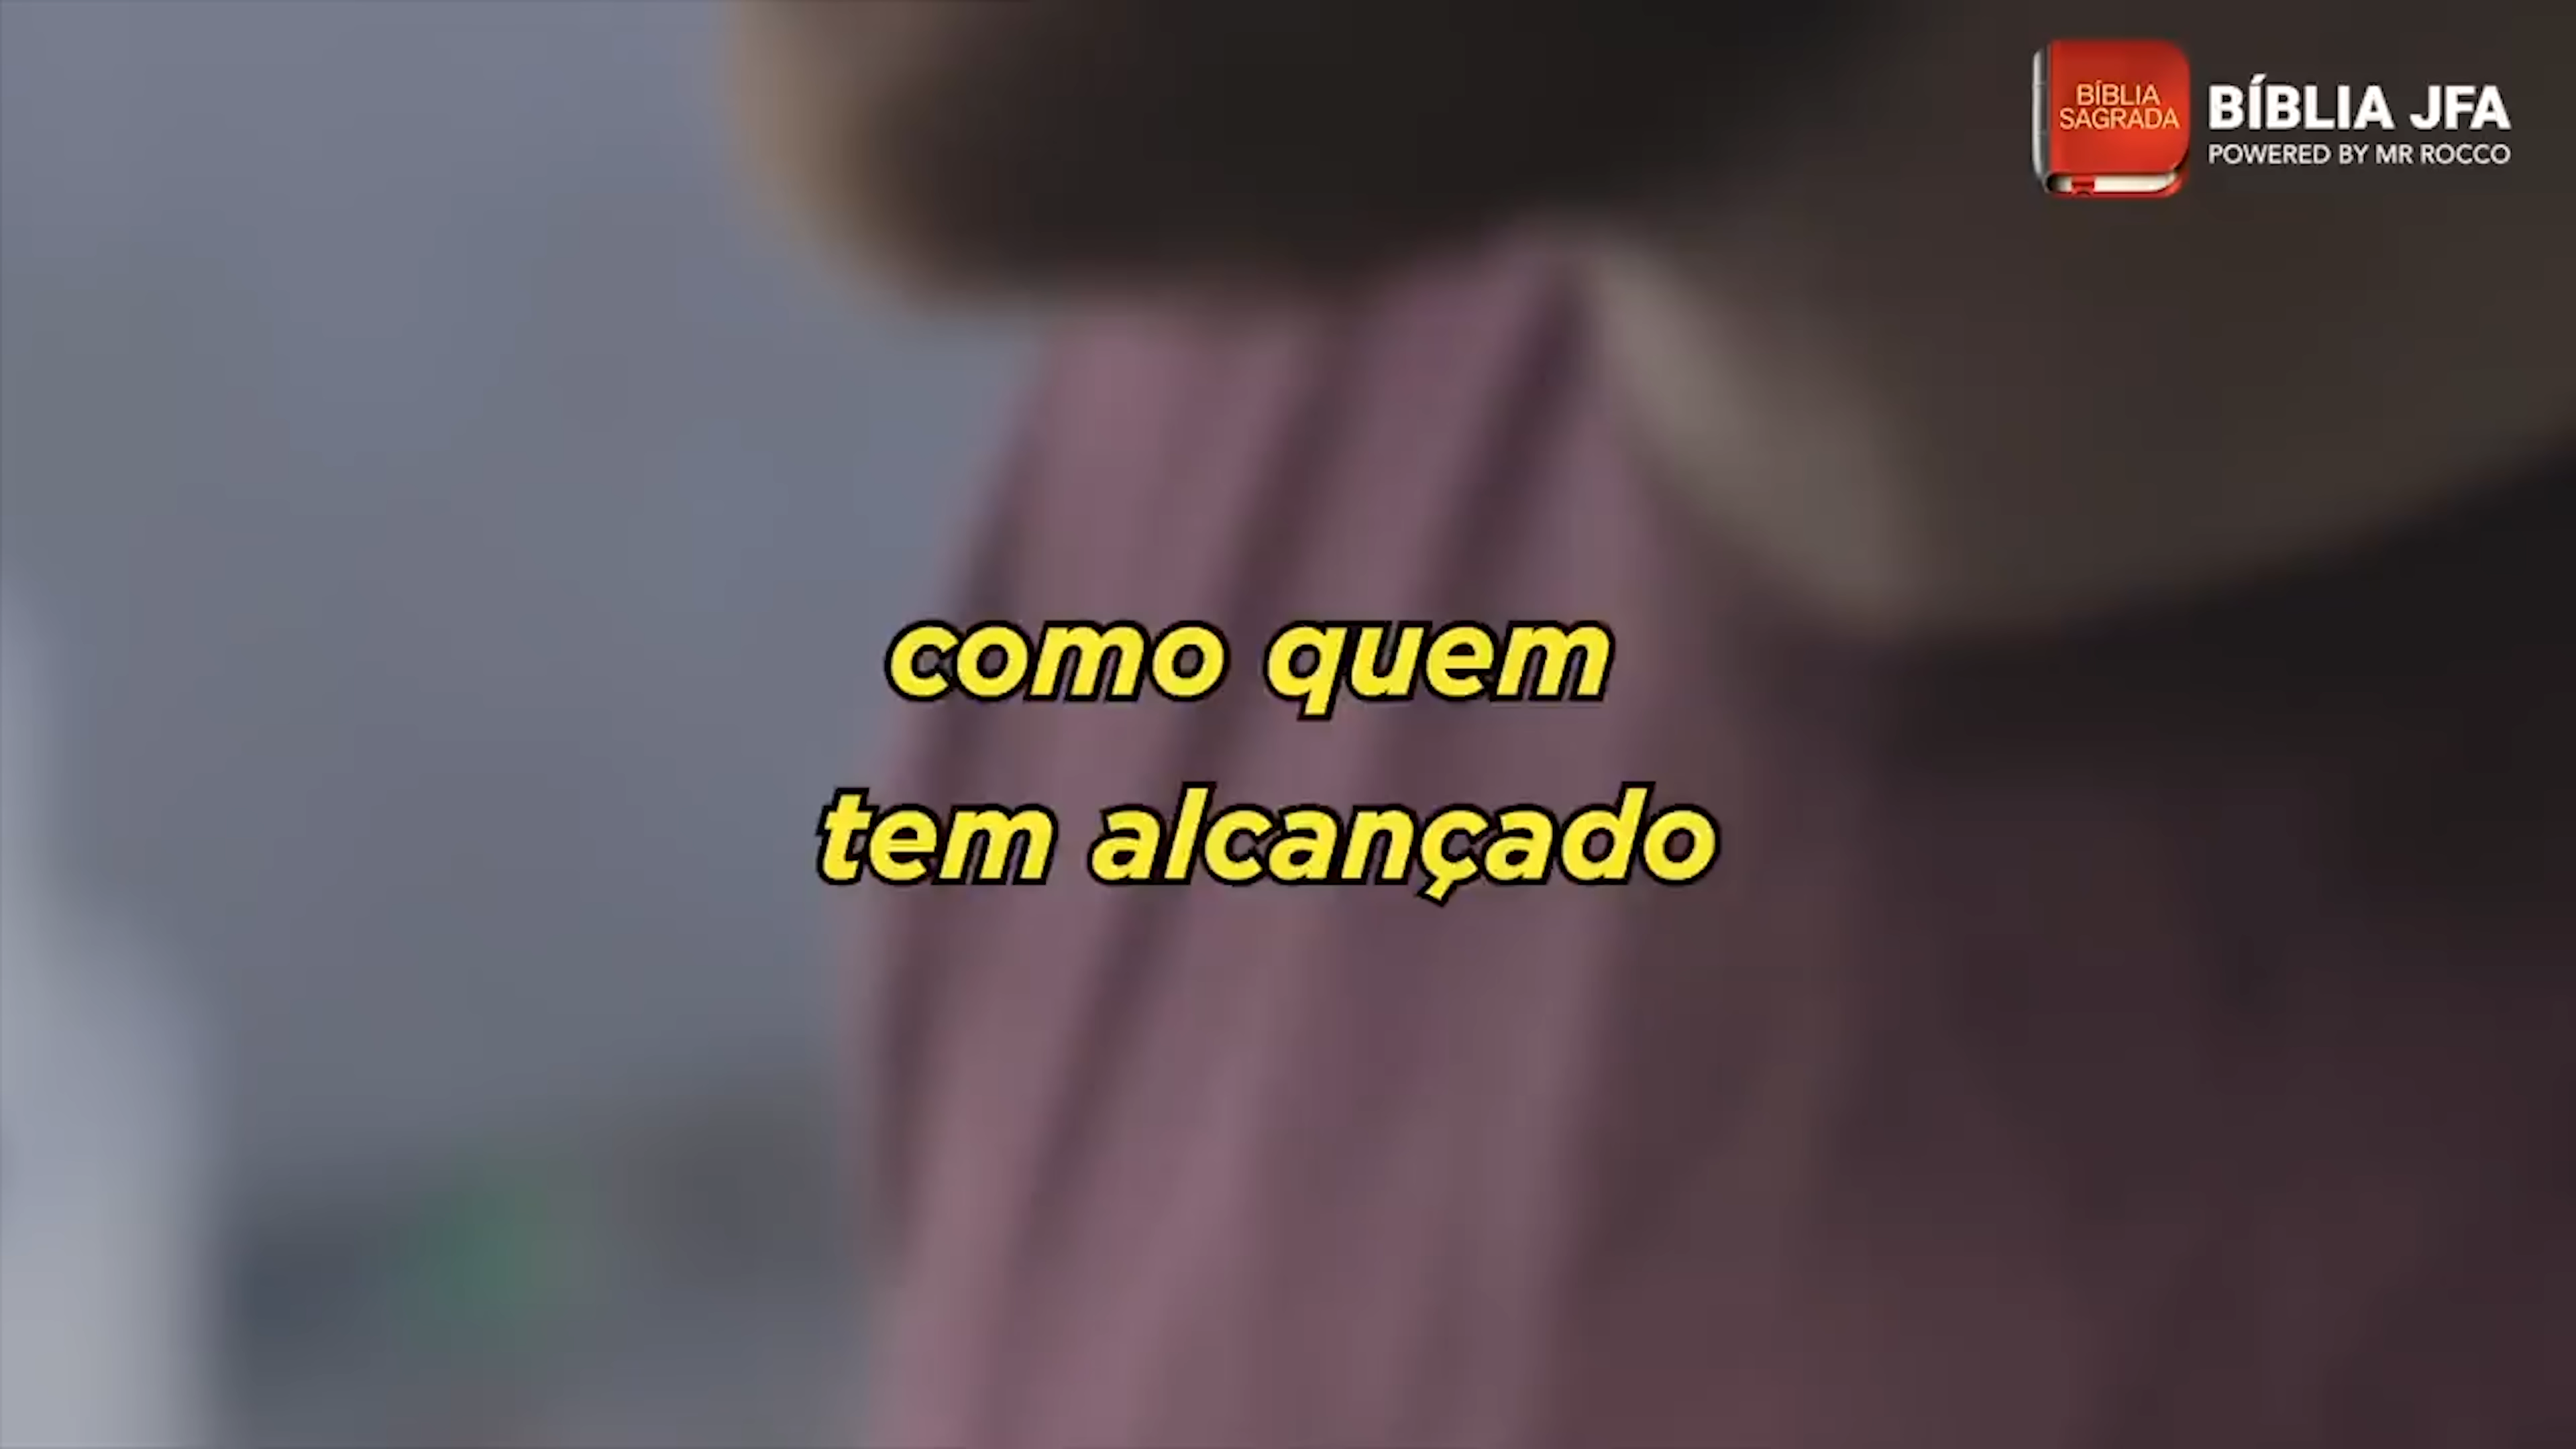 BÍBLIA
SAGRADA
BÍBLIA JFA
POWERED BY MR ROCCO
como quem
tem alcançado